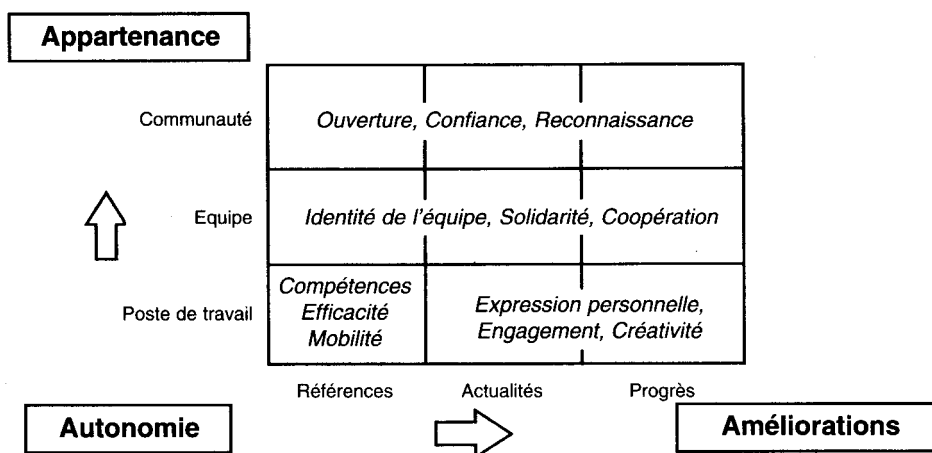 Appartenance
Communauté
Ouverture, Confiance, Reconnaissance
Equipe
Identité de l'équipe, Solidarité, Coopération
Poste de travail
Compétences
Efficacité
Mobilité
Expression personnelle,
Engagement, Créativité
Références
Actualités
Progrès
Autonomie
Améliorations